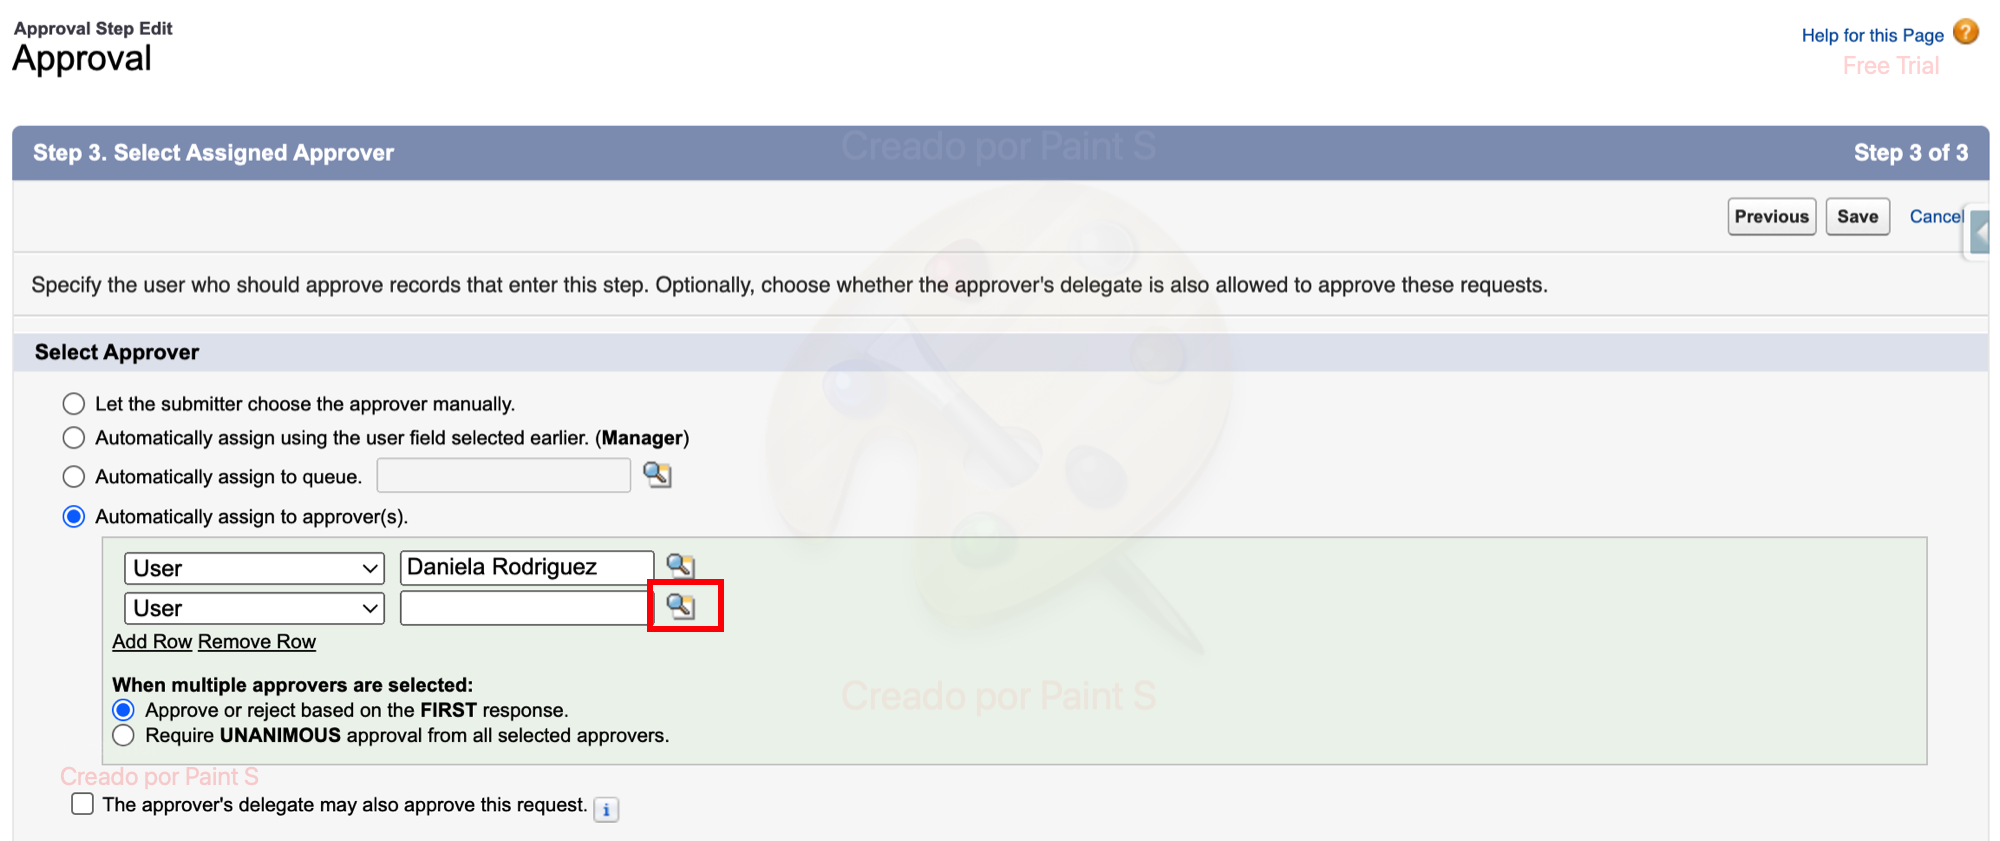 Approval Step Edit
Approval
Help for this Page ?
Free Trial
Creado por Paint S
Step 3. Select Assigned Approver
Step 3 of 3
Previous Save Cancel
Specify the user who should approve records that enter this step. Optionally, choose whether the approver's delegate is also allowed to approve these requests.
Select Approver
Let the submitter choose the approver manually.
Automatically assign using the user field selected earlier. (Manager)
Automatically assign to queue.
Automatically assign to approver(s).
User Daniela Rodriguez
User
Add Row Remove Row
When multiple approvers are selected:
Creado por Paint S
Approve or reject based on the FIRST response.
Require UNANIMOUS approval from all selected approvers.
Creado por Paint S
The approver's delegate may also approve this request. i